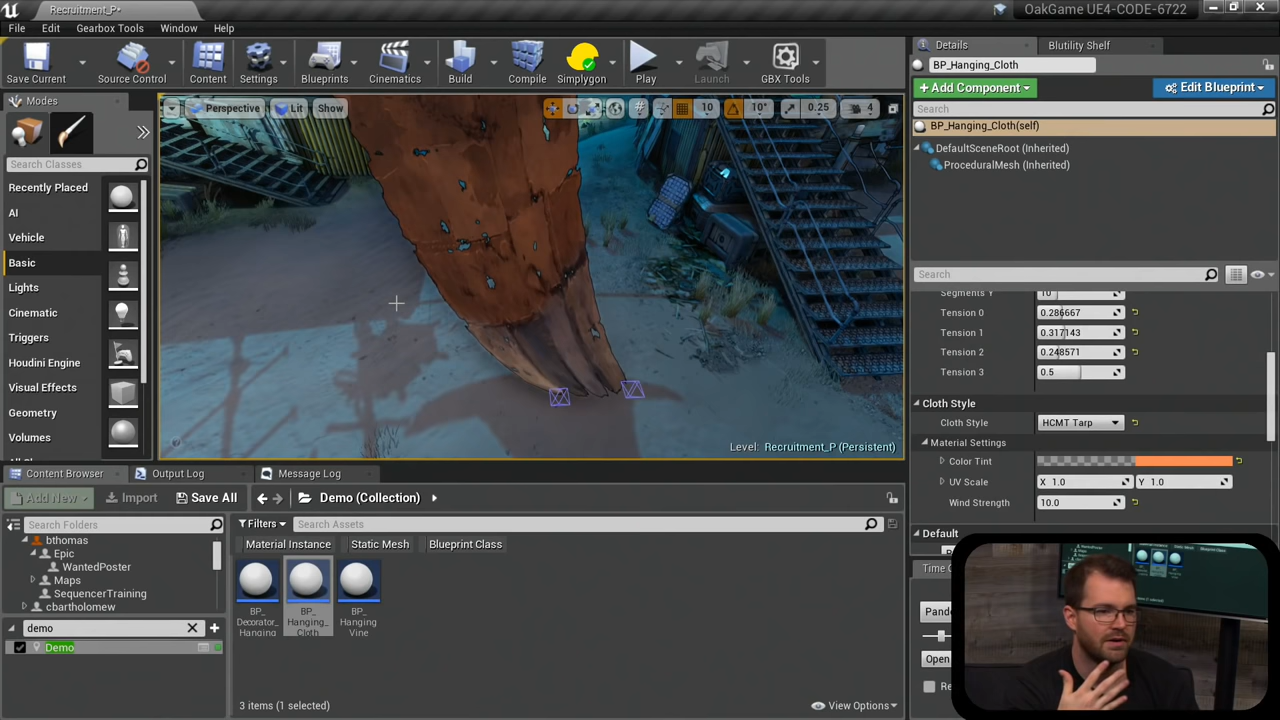 Recruitment_P•
OakGame UE4-CODE-6722
File Edit Gearbox Tools Window Help
Save Current Source Control Content Settings Blueprints Cinematics Build Compile Simplygon Play Launch GBX Tools
Modes
Search Classes
Recently Placed
AI
Vehicle
Basic
Lights
Cinematic
Triggers
Houdini Engine
Visual Effects
Geometry
Volumes
Perspective Lit Show
10 10° 0.25 4
Level: Recruitment_P (Persistent)
Details Blutility Shelf
BP_Hanging_Cloth
+ Add Component Edit Blueprint
Search
BP_Hanging_Cloth(self)
DefaultSceneRoot (Inherited)
ProceduralMesh (Inherited)
Search
Segments Y 10
Tension 0 0.286667
Tension 1 0.317143
Tension 2 0.248571
Tension 3 0.5
Cloth Style
Cloth Style HCMT Tarp
Material Settings
Color Tint
UV Scale X 1.0 Y 1.0
Wind Strength 10.0
Default
Content Browser Output Log Message Log
Add New Import Save All Demo (Collection)
Search Folders
bthomas
Epic
WantedPoster
Maps
SequencerTraining
cbartholomew
demo
Demo
Filters Search Assets
Material Instance Static Mesh Blueprint Class
BP_
Decorator_
Hanging
BP_
Hanging_
Cloth
BP_
Hanging
Vine
3 items (1 selected)
View Options
Time
Pand
Open